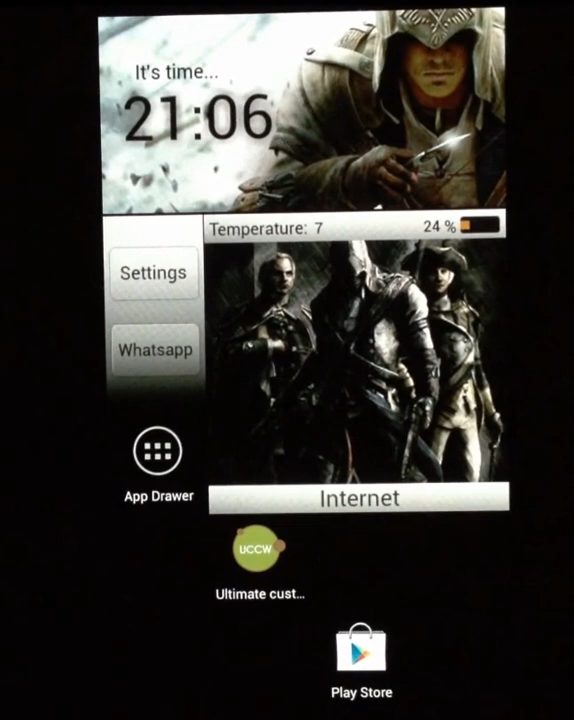 It's time...
21:06
Temperature: 7
24 %
Settings
Whatsapp
App Drawer
Internet
UCCW
Ultimate cust...
Play Store